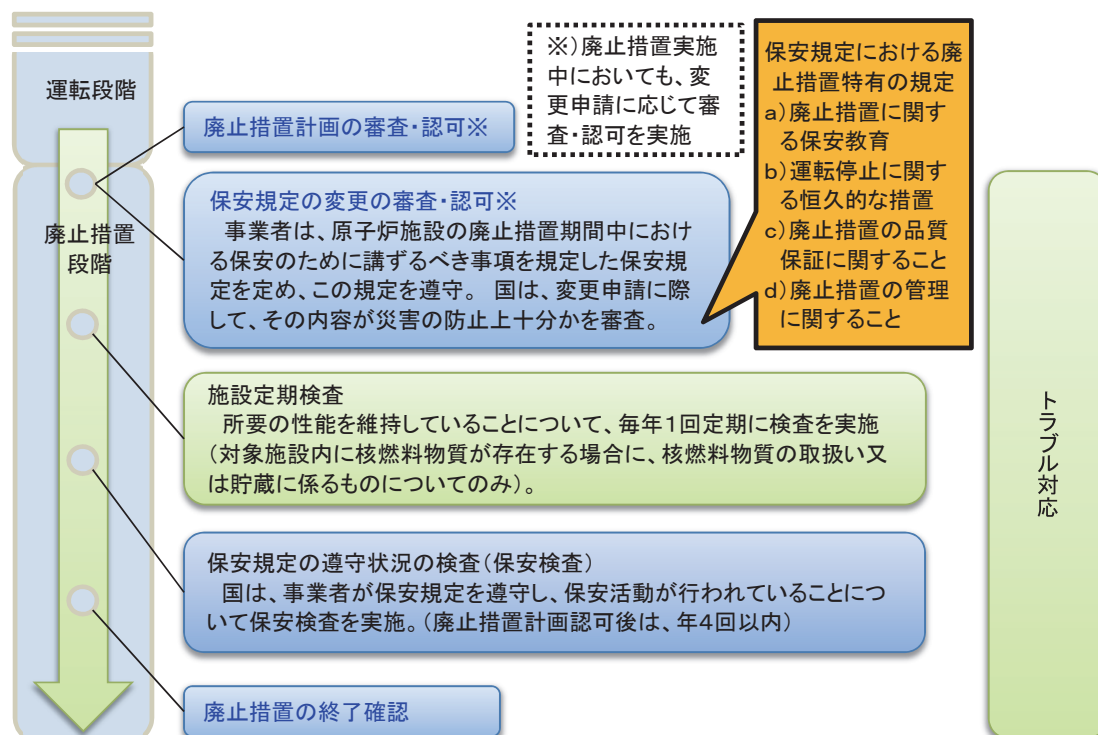 運転段階
廃止措置
段階
廃止措置計画の審査・認可※
※）廃止措置実施
中においても、変
更申請に応じて審
査・認可を実施
保安規定における廃
止措置特有の規定
a）廃止措置に関す
る保安教育
b）運転停止に関す
る恒久的な措置
c）廃止措置の品質
保証に関すること
d）廃止措置の管理
に関すること
保安規定の変更の審査・認可※
事業者は、原子炉施設の廃止措置期間中におけ
る保安のために講ずるべき事項を規定した保安規
定を定め、この規定を遵守。 国は、変更申請に際
して、その内容が災害の防止上十分かを審査。
施設定期検査
所要の性能を維持していることについて、毎年１回定期に検査を実施
（対象施設内に核燃料物質が存在する場合に、核燃料物質の取扱い又
は貯蔵に係るものについてのみ）。
保安規定の遵守状況の検査（保安検査）
国は、事業者が保安規定を遵守し、保安活動が行われていることにつ
いて保安検査を実施。（廃止措置計画認可後は、年４回以内）
廃止措置の終了確認
トラブル対応